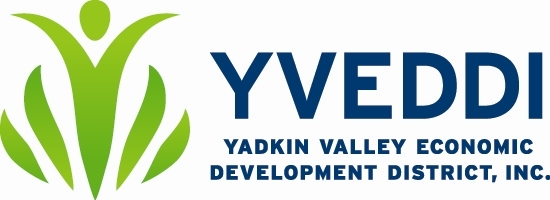 YVEDDI
YADKIN VALLEY ECONOMIC
DEVELOPMENT DISTRICT, INC.